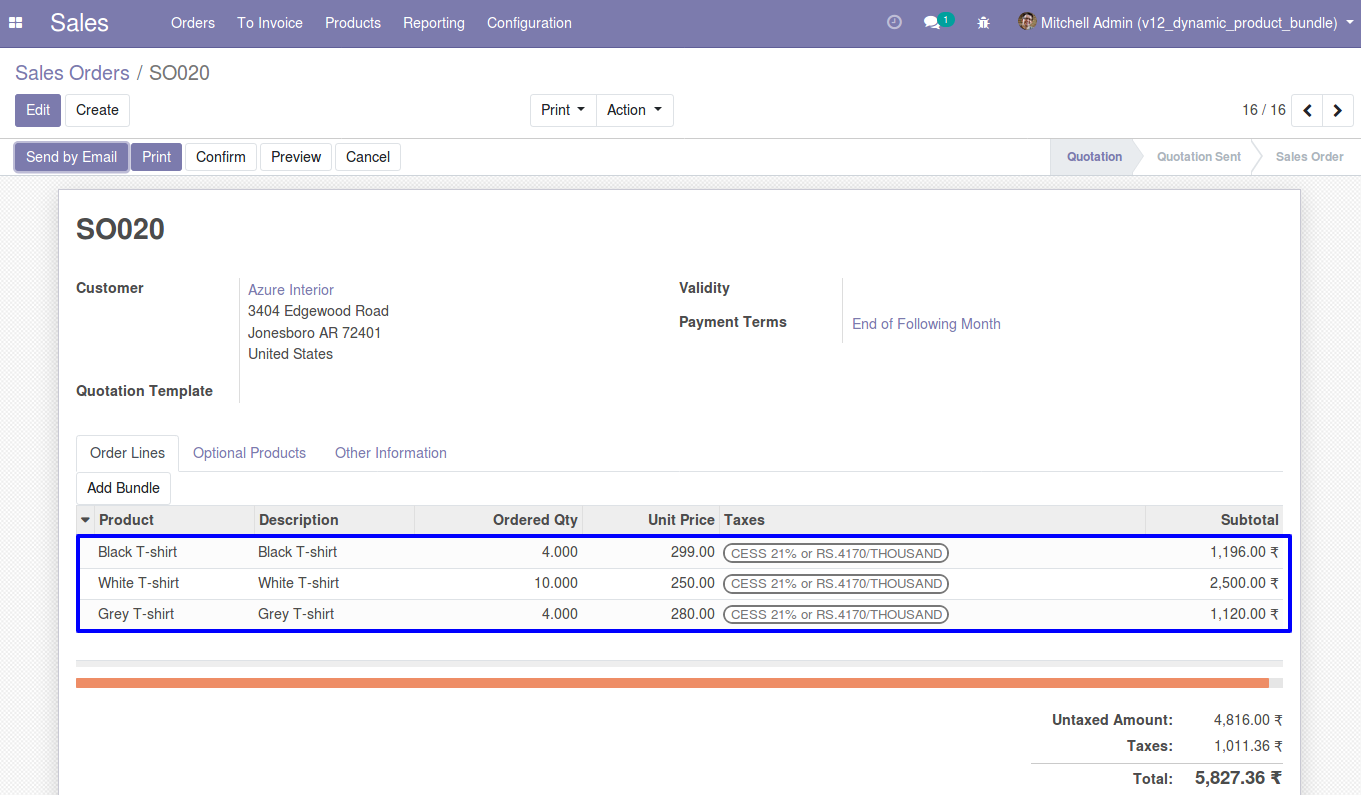 Sales Orders To Invoice Products Reporting Configuration 1 Mitchell Admin (v12_dynamic_product_bundle)
Sales Orders / SO020
Edit Create Print Action 16 / 16
Send by Email Print Confirm Preview Cancel Quotation Quotation Sent Sales Order
SO020
Customer Azure Interior Validity
3404 Edgewood Road
Jonesboro AR 72401 Payment Terms End of Following Month
United States
Quotation Template
Order Lines Optional Products Other Information
Add Bundle
Product Description Ordered Qty Unit Price Taxes Subtotal
Black T-shirt Black T-shirt 4.000 299.00 CESS 21% or RS.4170/THOUSAND 1,196.00 ₹
White T-shirt White T-shirt 10.000 250.00 CESS 21% or RS.4170/THOUSAND 2,500.00 ₹
Grey T-shirt Grey T-shirt 4.000 280.00 CESS 21% or RS.4170/THOUSAND 1,120.00 ₹
Untaxed Amount: 4,816.00 ₹
Taxes: 1,011.36 ₹
Total: 5,827.36 ₹